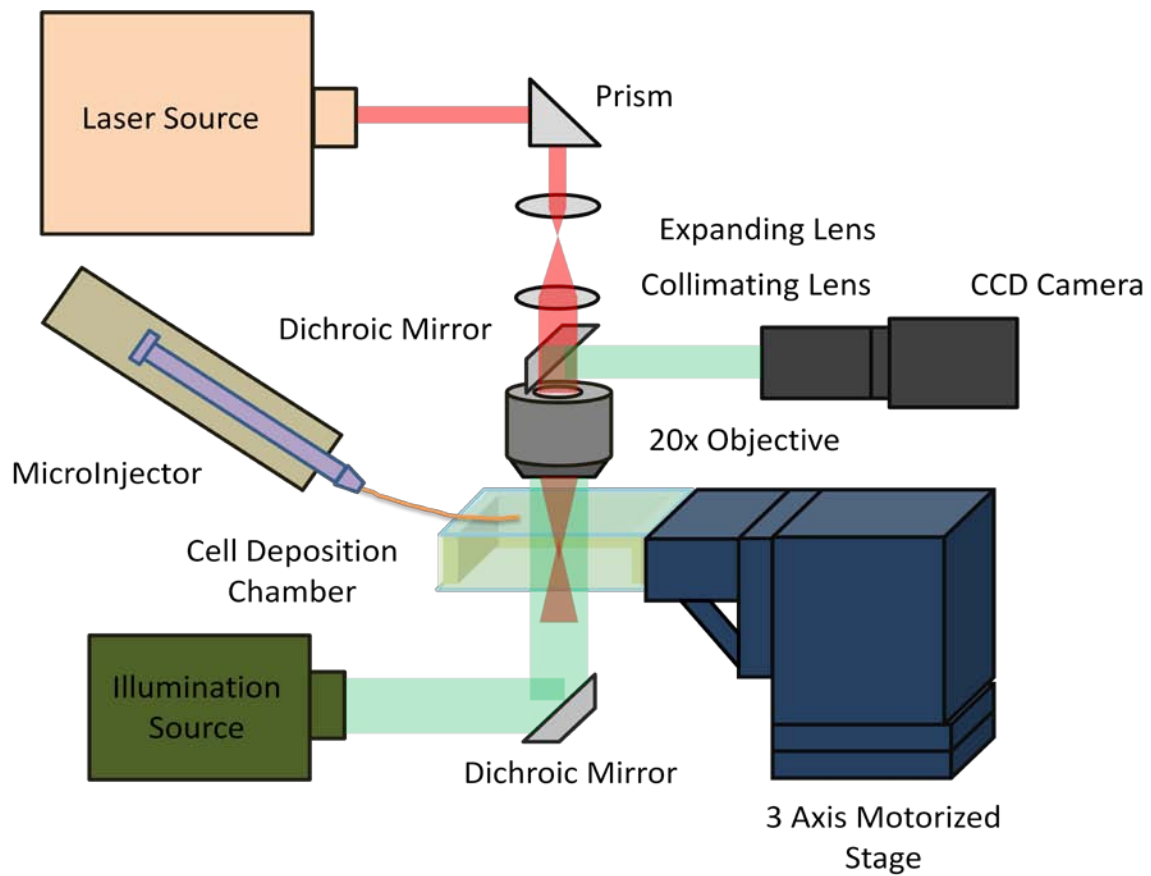 Laser Source
Prism
Expanding Lens
Collimating Lens
CCD Camera
Dichroic Mirror
20x Objective
MicroInjector
Cell Deposition
Chamber
Illumination
Source
Dichroic Mirror
3 Axis Motorized
Stage